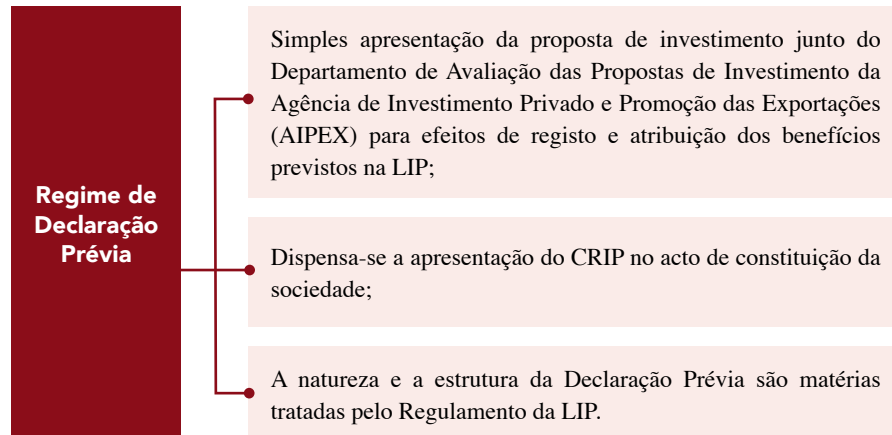 Regime de
Declaração
Prévia
Simples apresentação da proposta de investimento junto do
Departamento de Avaliação das Propostas de Investimento da
Agência de Investimento Privado e Promoção das Exportações
(AIPEX) para efeitos de registo e atribuição dos benefícios
previstos na LIP;
Dispensa-se a apresentação do CRIP no acto de constituição da
sociedade;
A natureza e a estrutura da Declaração Prévia são matérias
tratadas pelo Regulamento da LIP.